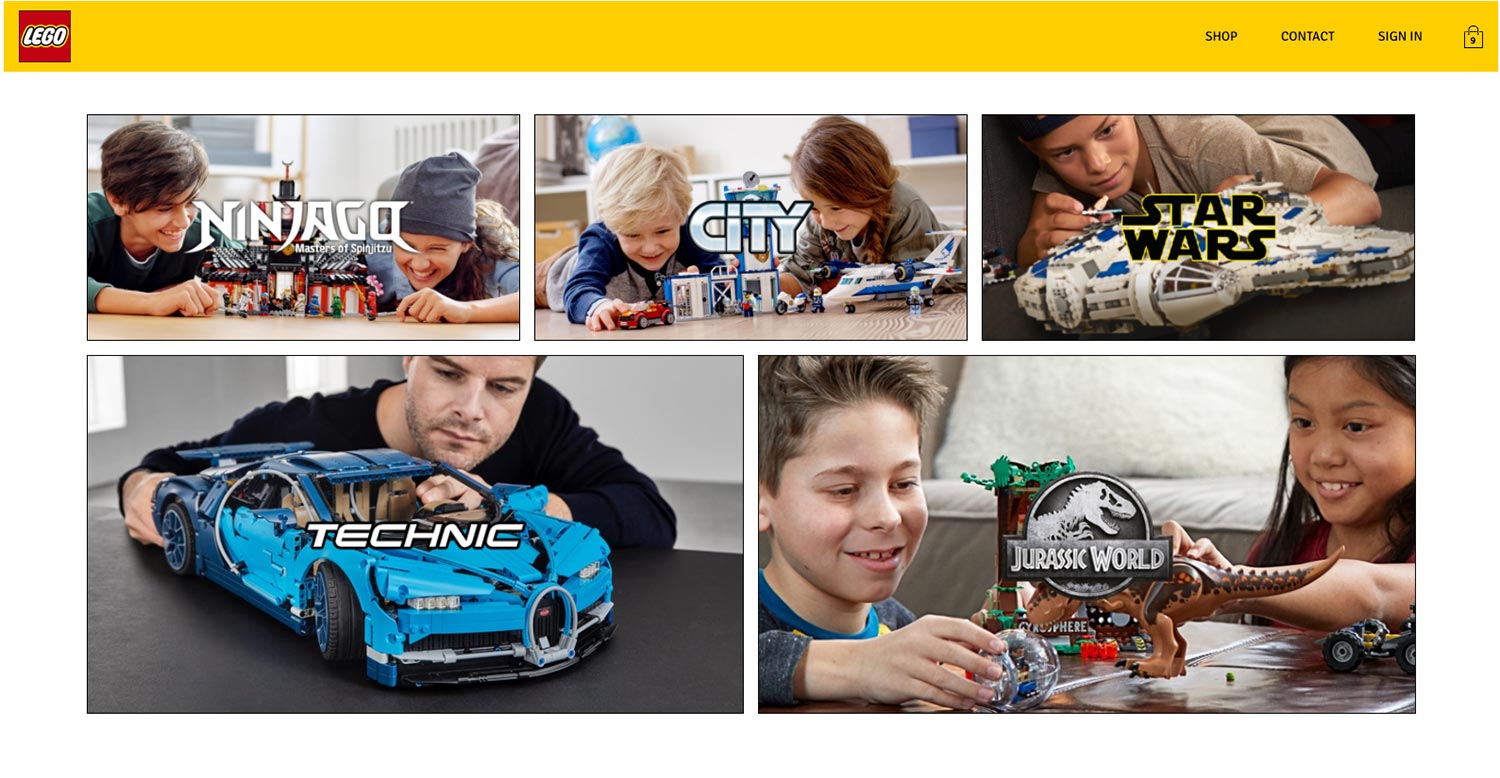 LEGO
SHOP
CONTACT
SIGN IN
9
NINJAGO
Masters of Spinjitzu
CITY
STAR
WARS
TECHNIC
JURASSIC WORLD
GYROSPHERE